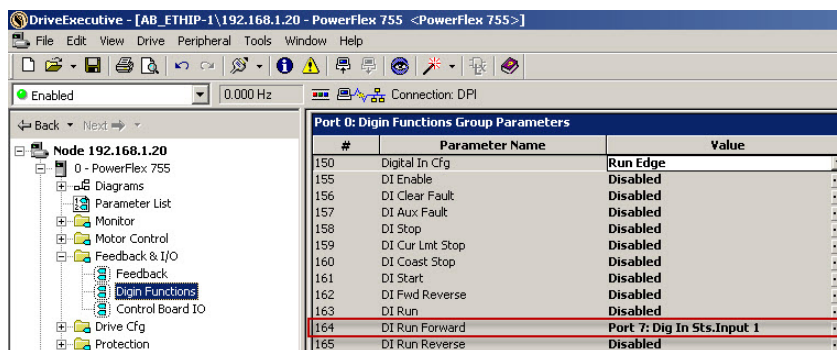 DriveExecutive - [AB_ETHIP-1\192.168.1.20 - PowerFlex 755 <PowerFlex 755>]
File Edit View Drive Peripheral Tools Window Help
Enabled 0.000 Hz Connection: DPI
Back Next
Node 192.168.1.20
0 - PowerFlex 755
Diagrams
Parameter List
Monitor
Motor Control
Feedback & I/O
Feedback
Digin Functions
Control Board IO
Drive Cfg
Protection
Port 0: Digin Functions Group Parameters
# Parameter Name Value
150 Digital In Cfg Run Edge
155 DI Enable Disabled
156 DI Clear Fault Disabled
157 DI Aux Fault Disabled
158 DI Stop Disabled
159 DI Cur Lmt Stop Disabled
160 DI Coast Stop Disabled
161 DI Start Disabled
162 DI Fwd Reverse Disabled
163 DI Run Disabled
164 DI Run Forward Port 7: Dig In Sts.Input 1
165 DI Run Reverse Disabled